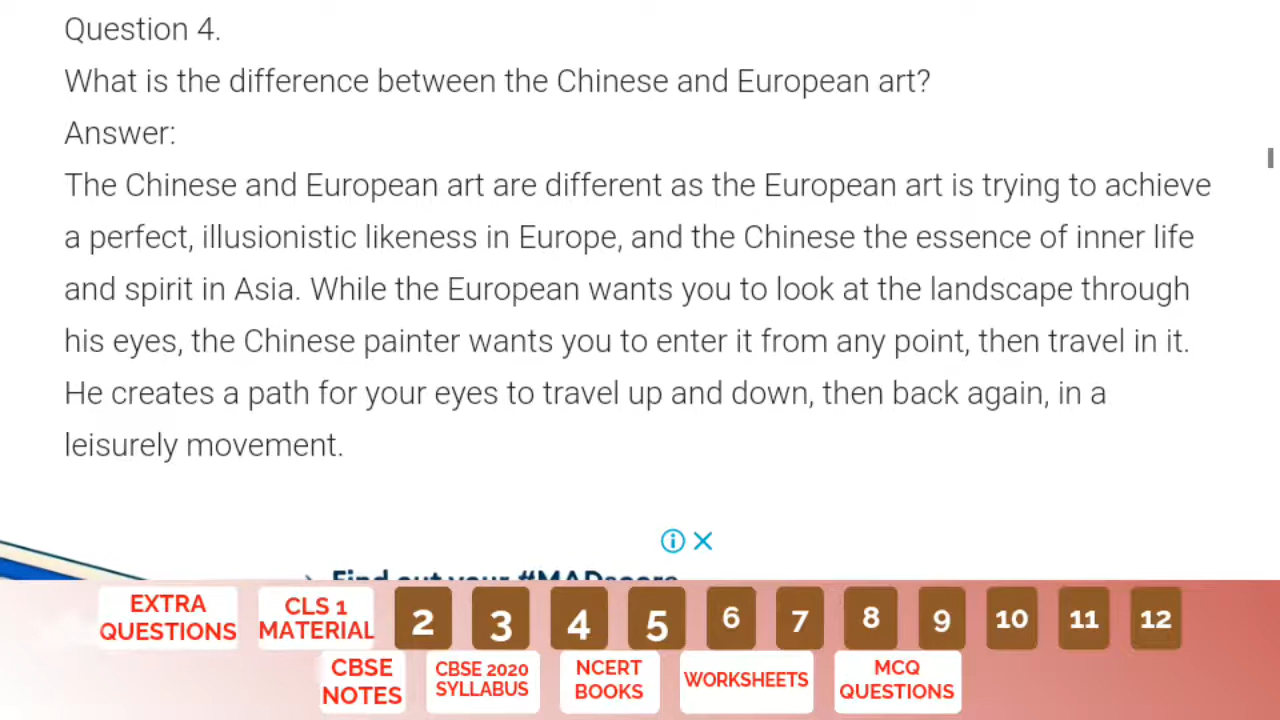 Question 4.
What is the difference between the Chinese and European art?
Answer:
The Chinese and European art are different as the European art is trying to achieve
a perfect, illusionistic likeness in Europe, and the Chinese the essence of inner life
and spirit in Asia. While the European wants you to look at the landscape through
his eyes, the Chinese painter wants you to enter it from any point, then travel in it.
He creates a path for your eyes to travel up and down, then back again, in a
leisurely movement.
Find out your #MADscore
EXTRA QUESTIONS
CLS 1 MATERIAL
2 3 4 5 6 7 8 9 10 11 12
CBSE NOTES
CBSE 2020 SYLLABUS
NCERT BOOKS
WORKSHEETS
MCQ QUESTIONS